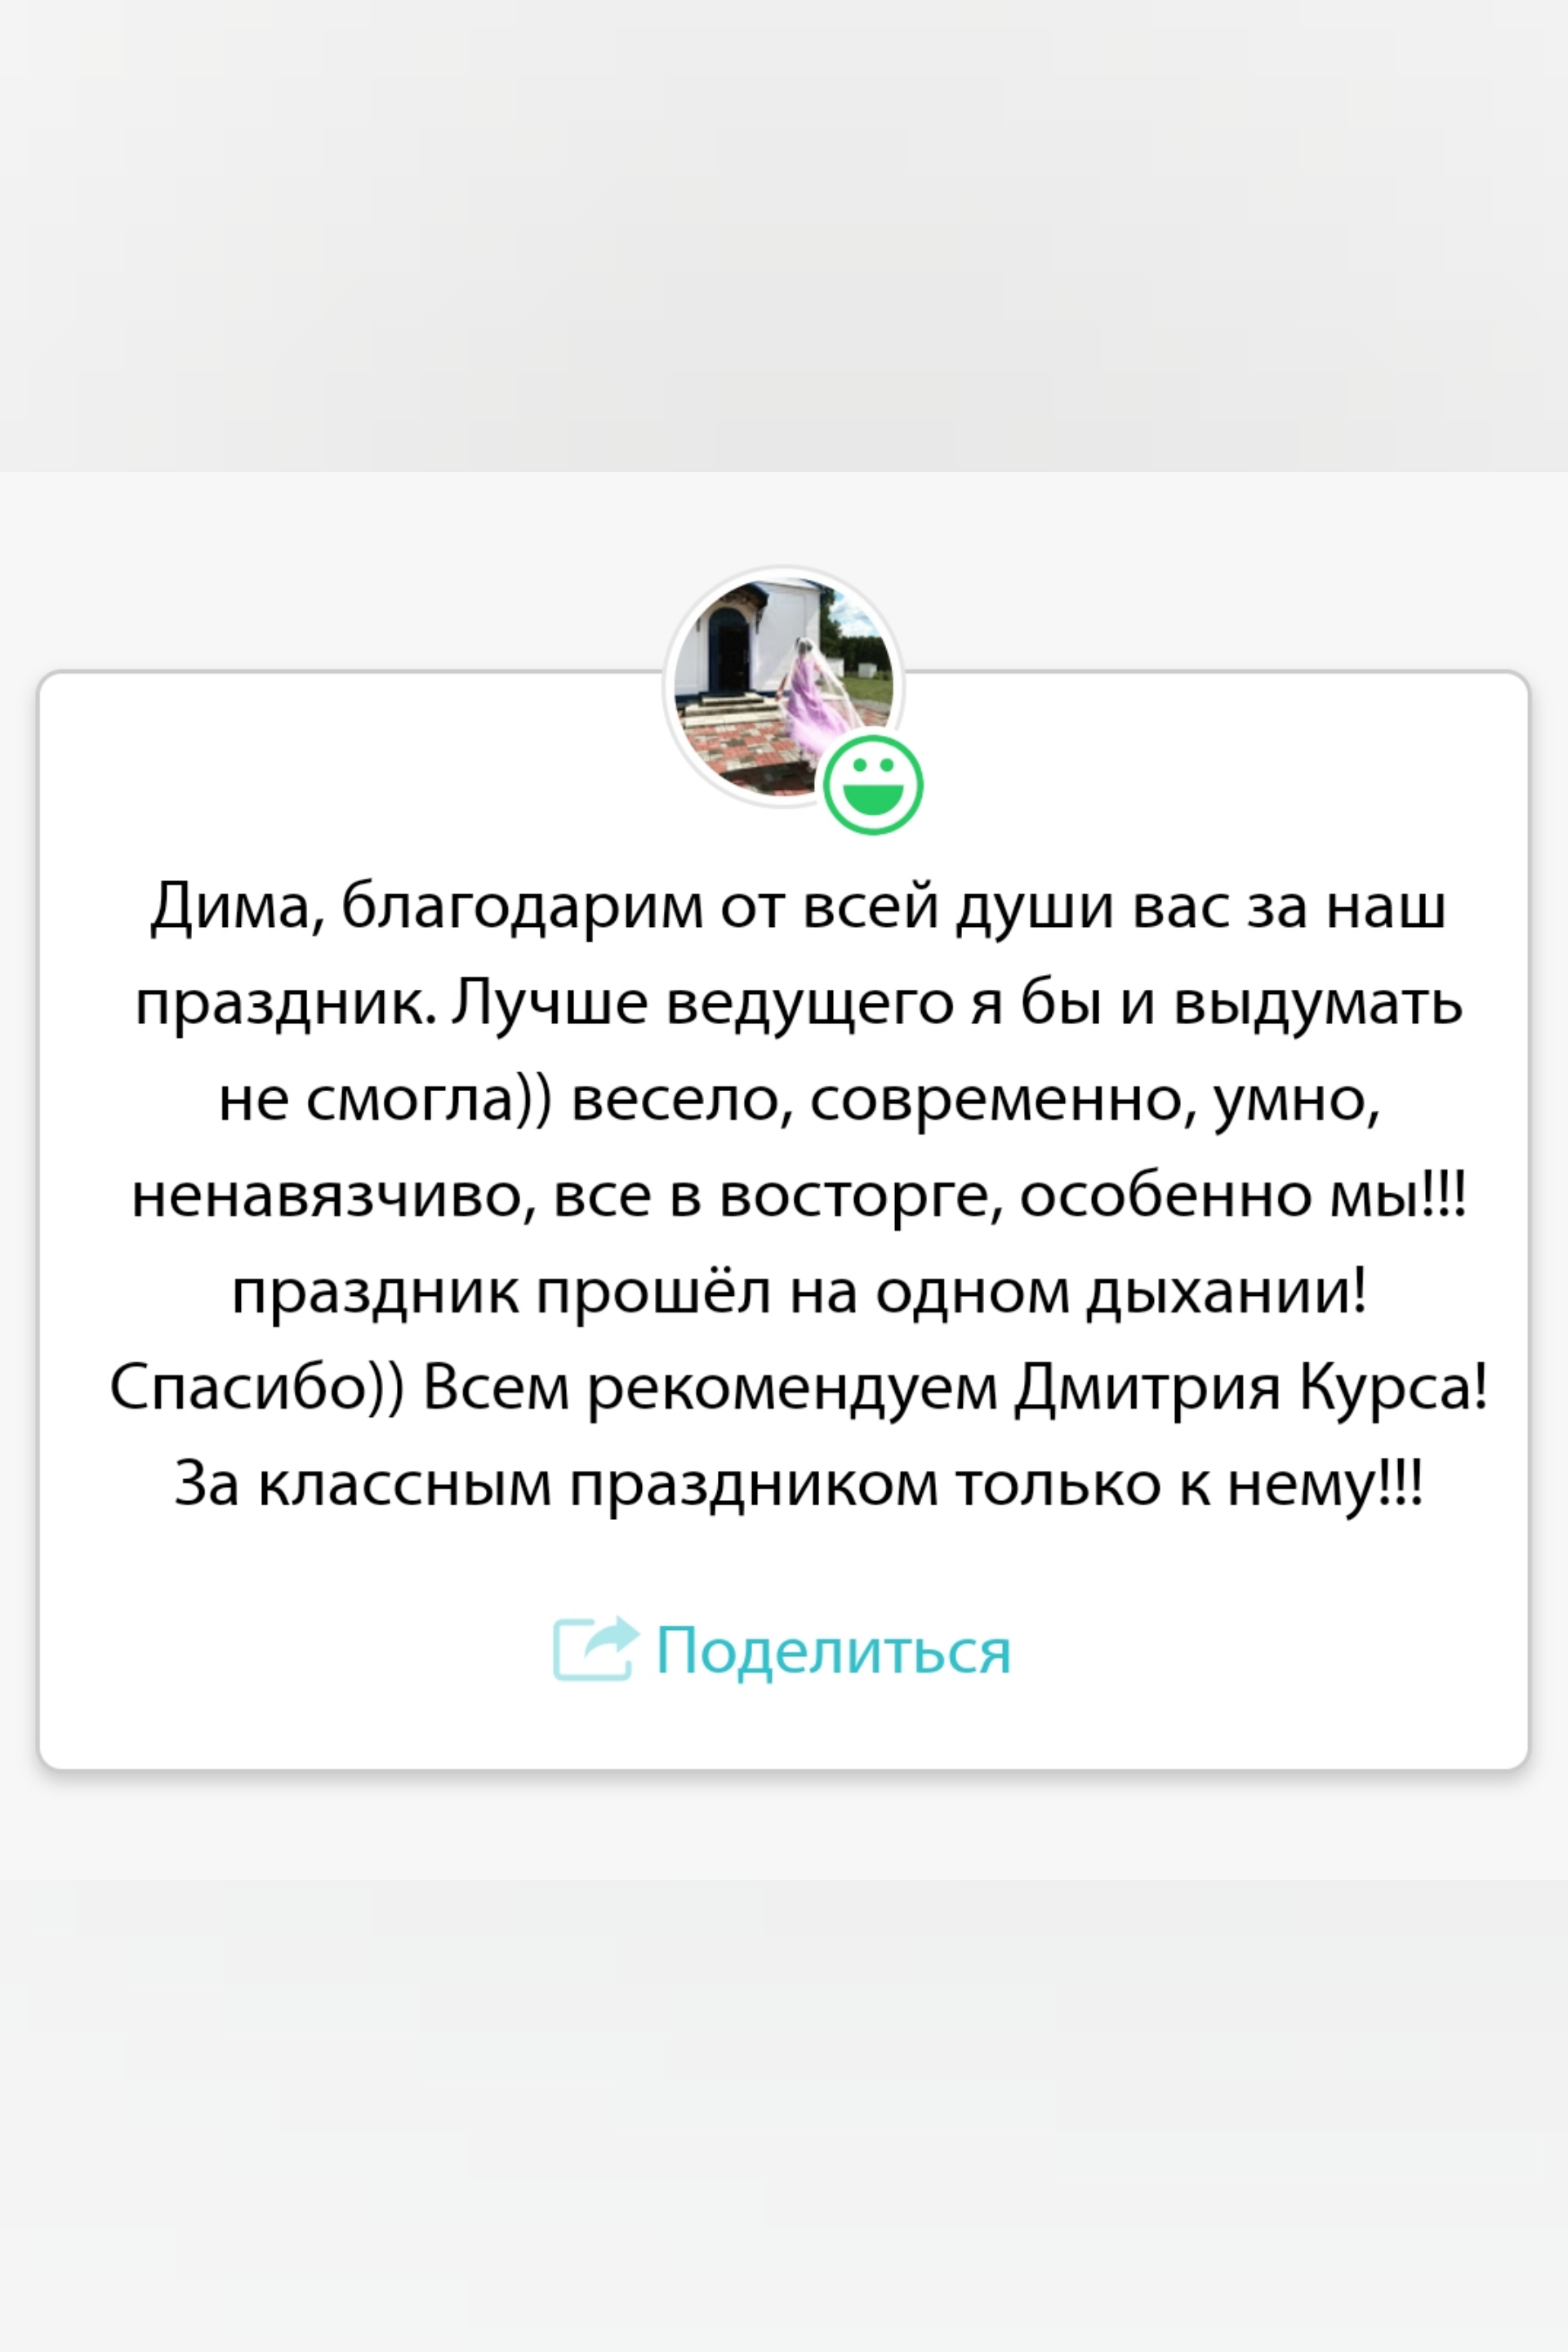 Дима, благодарим от всей души вас за наш
праздник. Лучше ведущего я бы и выдумать
не смогла)) весело, современно, умно,
ненавязчиво, все в восторге, особенно мы!!!
праздник прошёл на одном дыхании!
Спасибо)) Всем рекомендуем Дмитрия Курса!
За классным праздником только к нему!!!
Поделиться